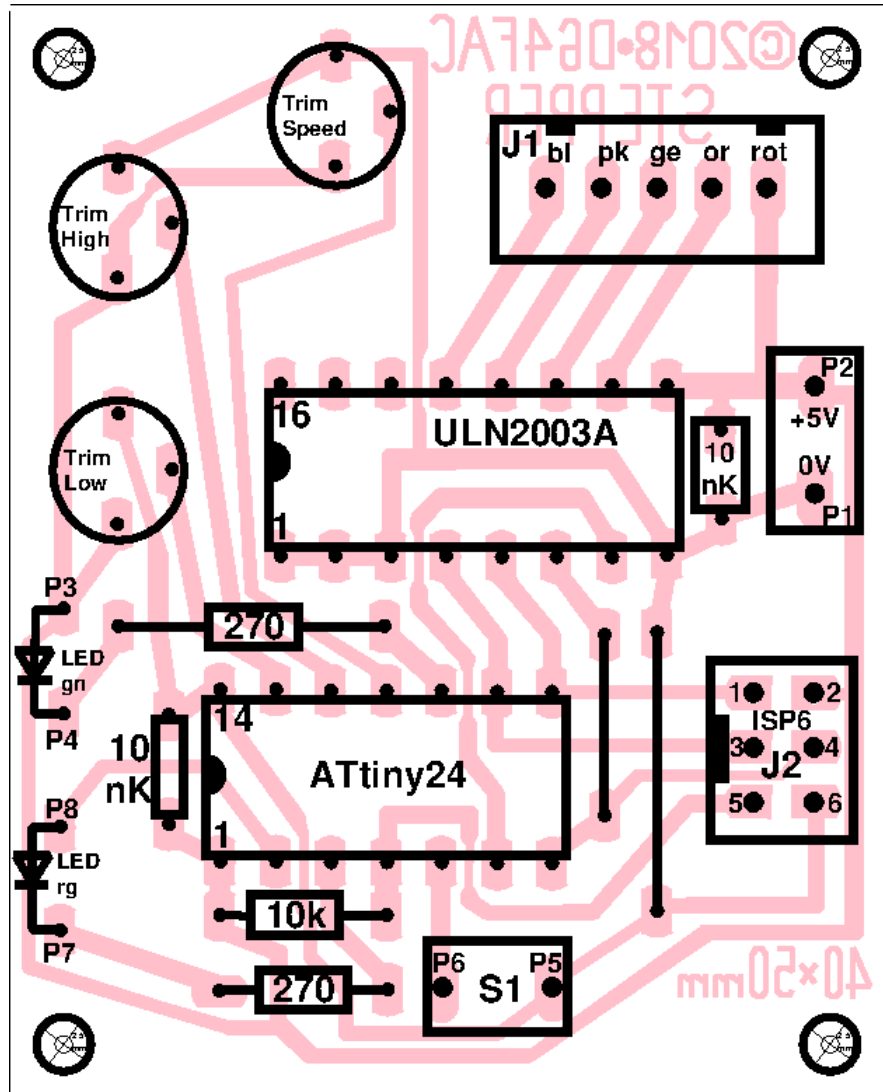 ©2018•DG4FAC
STEPPER
Trim
Speed
J1
bl pk ge or rot
Trim
High
P2
+5V
0V
P1
16
ULN2003A
1
10
nK
Trim
Low
P3
LED
gn
P4
270
14
ATtiny24
1
10
nK
1 2
ISP6
3 4
J2
5 6
P8
LED
rg
P7
10k
270
P6 S1 P5
40×50mm